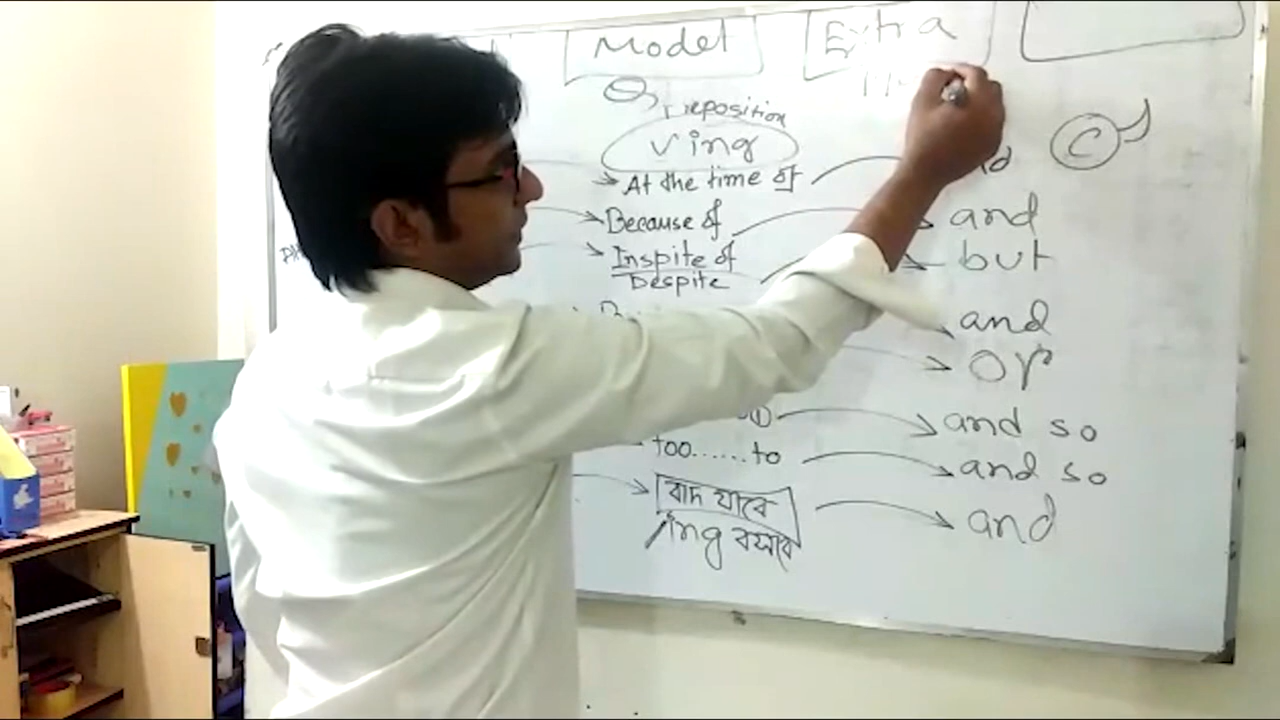 Model Extra
Preposition
Ving
C
At the time of
Because of and
Inspite of but
Despite
and
or
and so
too......to and so
বাদ যাবে and
ing বসাবে